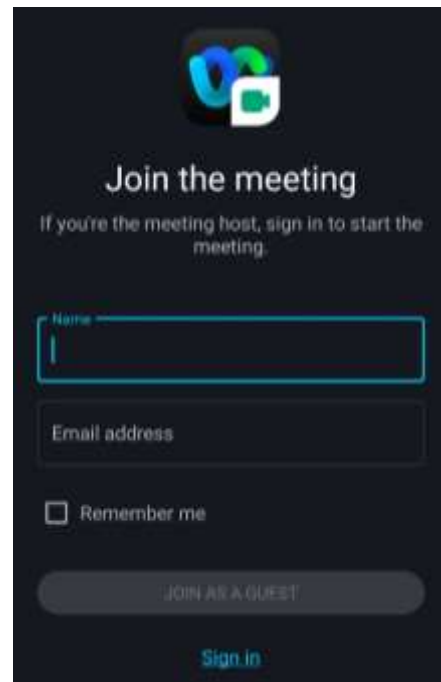 Join the meeting
If you're the meeting host, sign in to start the
meeting.
Name
Email address
Remember me
JOIN AS A GUEST
Sign in